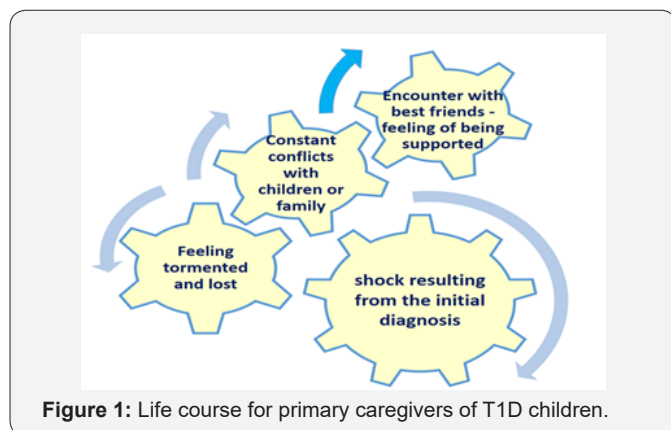 Encounter with
best friends -
feeling of being
supported
Constant
conflicts
with
children or
family
Feeling
tormented
and lost
shock resulting
from the initial
diagnosis
Figure 1: Life course for primary caregivers of T1D children.